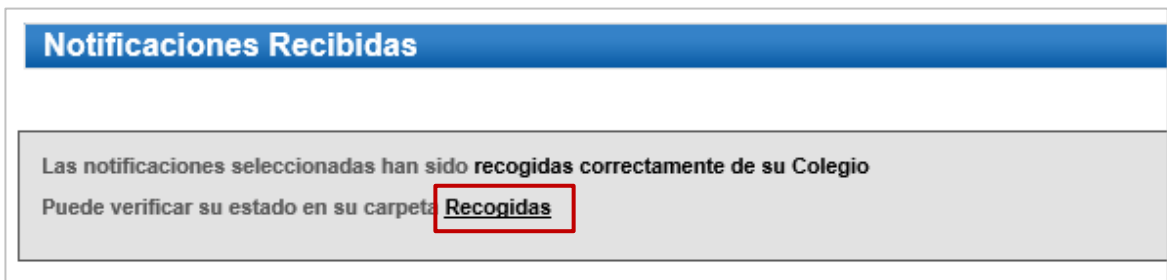 Notificaciones Recibidas
Las notificaciones seleccionadas han sido recogidas correctamente de su Colegio
Puede verificar su estado en su carpeta Recogidas